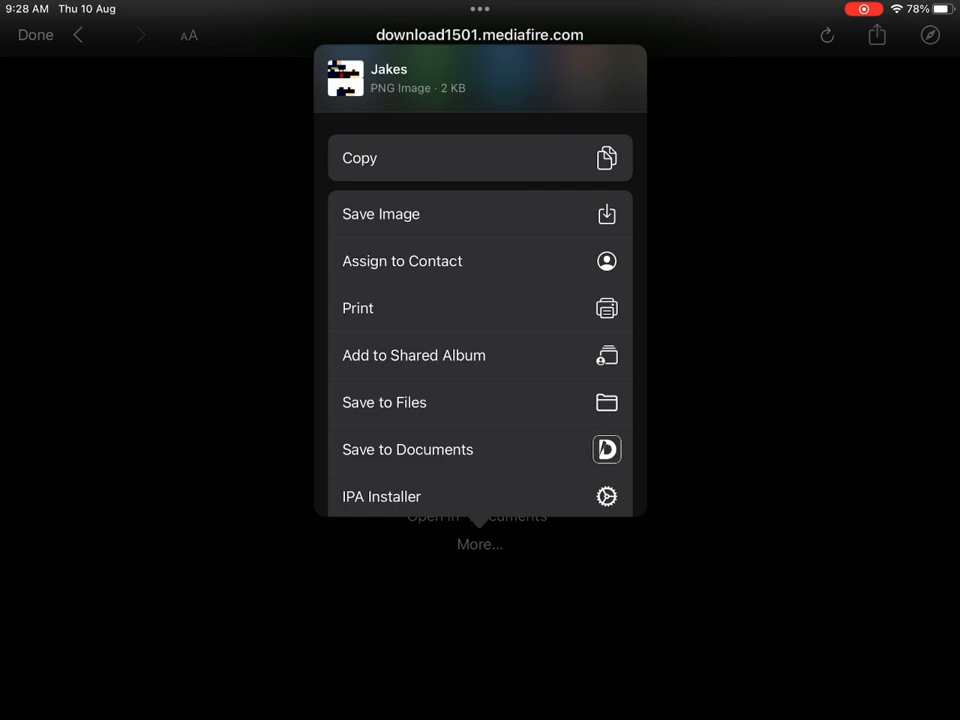 9:28 AM Thu 10 Aug
78%
Done
AA
download1501.mediafire.com
Jakes
PNG Image · 2 KB
Copy
Save Image
Assign to Contact
Print
Add to Shared Album
Save to Files
Save to Documents
IPA Installer
More...